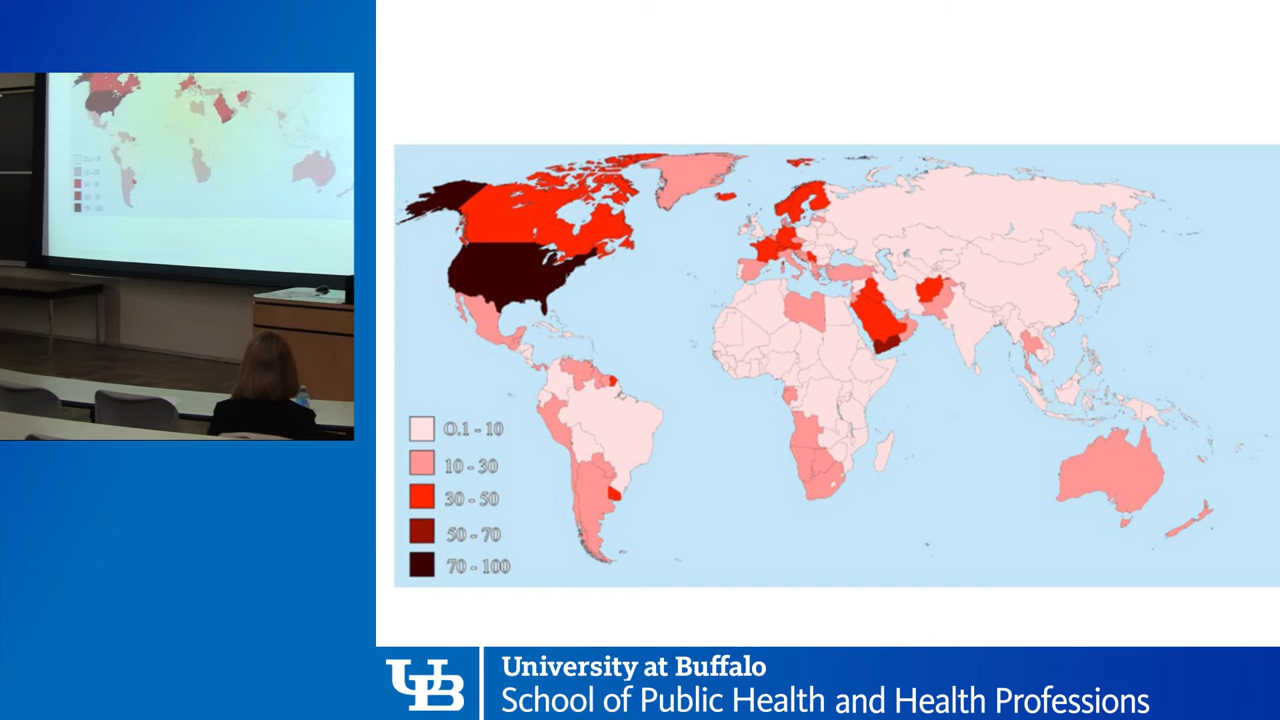 O.1 - 10
10 - 30
30 - 50
50 - 70
70 - 100
UB
University at Buffalo
School of Public Health and Health Professions